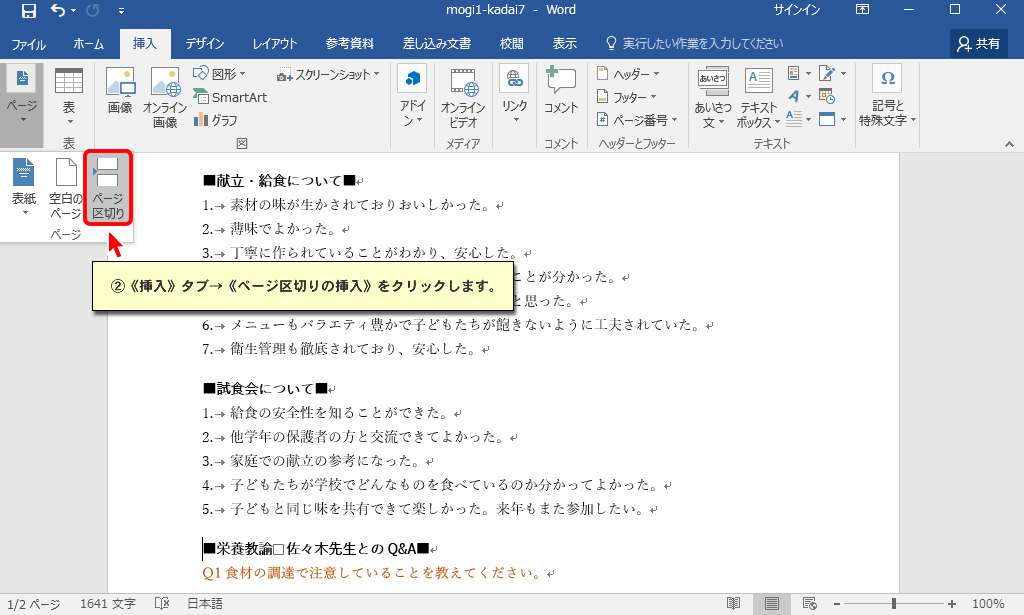 mogi1-kadai7 - Word
サインイン
ファイル ホーム 挿入 デザイン レイアウト 参考資料 差し込み文書 校閲 表示 実行したい作業を入力してください 共有
ページ
表
表
画像
オンライン
画像
図形
SmartArt
グラフ
スクリーンショット
図
アドイ
ン
オンライン
ビデオ
メディア
リンク
コメント
コメント
ヘッダー
フッター
ページ番号
ヘッダーとフッター
あいさつ
あいさつ
文
テキスト
ボックス
テキスト
記号と
特殊文字
表紙
空白の
ページ
ページ
区切り
ページ
■献立・給食について■
1.→ 素材の味が生かされておりおいしかった。
2.→ 薄味でよかった。
3.→ 丁寧に作られていることがわかり、安心した。
ことが分かった。
②《挿入》タブ→《ページ区切りの挿入》をクリックします。
と思った。
6.→ メニューもバラエティ豊かで子どもたちが飽きないように工夫されていた。
7.→ 衛生管理も徹底されており、安心した。
■試食会について■
1.→ 給食の安全性を知ることができた。
2.→ 他学年の保護者の方と交流できてよかった。
3.→ 家庭での献立の参考になった。
4.→ 子どもたちが学校でどんなものを食べているのか分かってよかった。
5.→ 子どもと同じ味を共有できて楽しかった。来年もまた参加したい。
■栄養教諭□佐々木先生との Q&A■
Q1 食材の調達で注意していることを教えてください。
1/2 ページ 1641 文字 日本語 100%